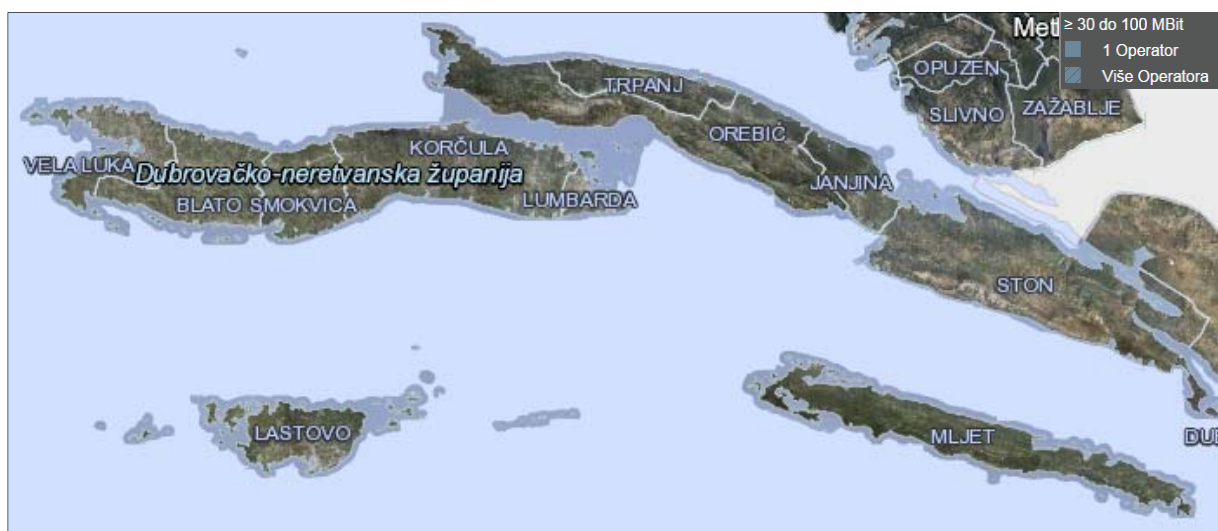 ≥ 30 do 100 MBit
1 Operator
Više Operatora
OPUZEN
TRPANJ
SLIVNO
ZAŽABLJE
OREBIĆ
KORČULA
VELA LUKA
Dubrovačko-neretvanska županija
JANJINA
LUMBARDA
BLATO
SMOKVICA
STON
LASTOVO
MLJET